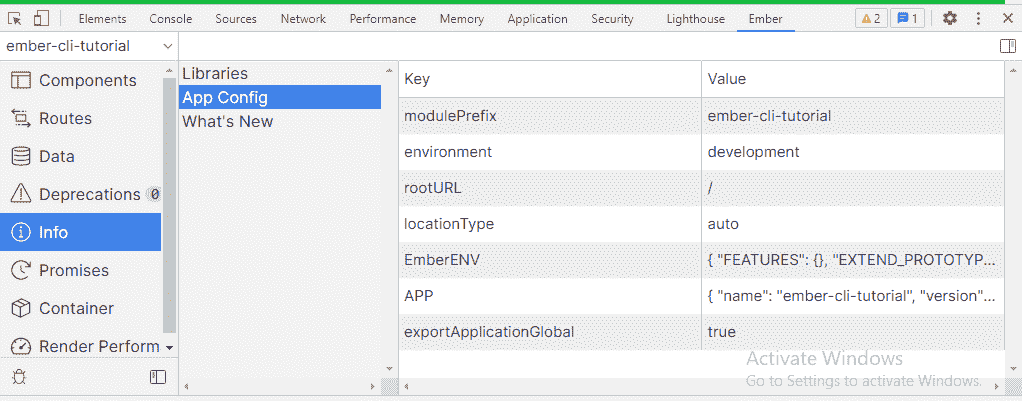 Elements Console Sources Network Performance Memory Application Security Lighthouse Ember 2 1
ember-cli-tutorial
Components
Routes
Data
Deprecations 0
Info
Promises
Container
Render Perform
Libraries
App Config
What's New
Key Value
modulePrefix ember-cli-tutorial
environment development
rootURL /
locationType auto
EmberENV { "FEATURES": {}, "EXTEND_PROTOTYP...
APP { "name": "ember-cli-tutorial", "version"...
exportApplicationGlobal true
Activate Windows
Go to Settings to activate Windows.